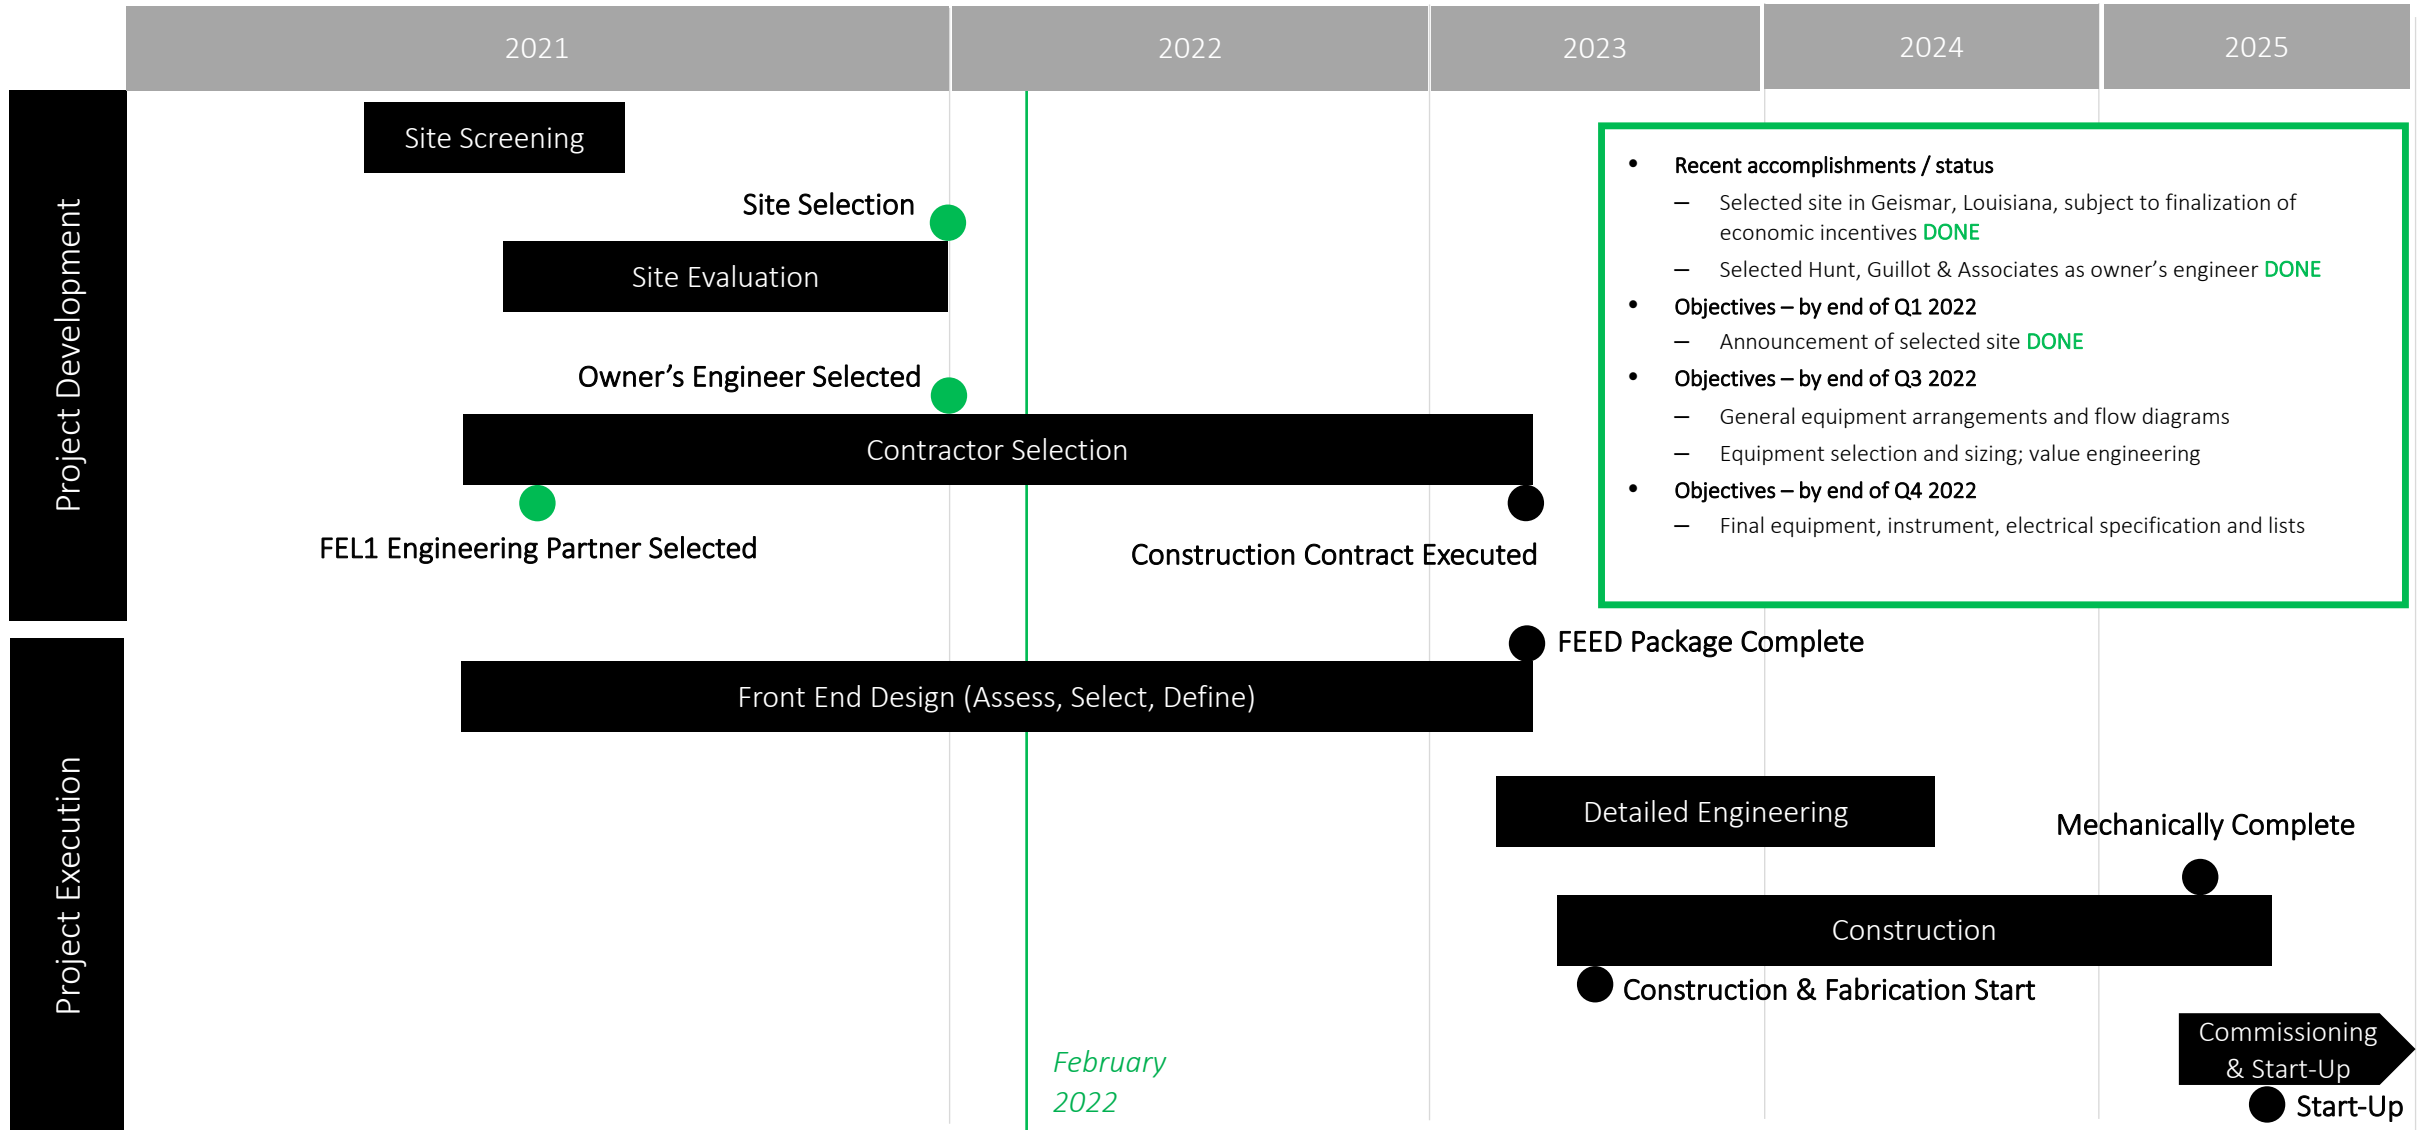 2021
2022
2023
2024
2025
Project Development
Site Screening
Site Selection
Site Evaluation
Owner’s Engineer Selected
Contractor Selection
FEL1 Engineering Partner Selected
Construction Contract Executed
• Recent accomplishments / status
– Selected site in Geismar, Louisiana, subject to finalization of
economic incentives DONE
– Selected Hunt, Guillot & Associates as owner’s engineer DONE
• Objectives – by end of Q1 2022
– Announcement of selected site DONE
• Objectives – by end of Q3 2022
– General equipment arrangements and flow diagrams
– Equipment selection and sizing; value engineering
• Objectives – by end of Q4 2022
– Final equipment, instrument, electrical specification and lists
Project Execution
FEED Package Complete
Front End Design (Assess, Select, Define)
Detailed Engineering
Mechanically Complete
Construction
Construction & Fabrication Start
Commissioning
& Start-Up
Start-Up
February
2022